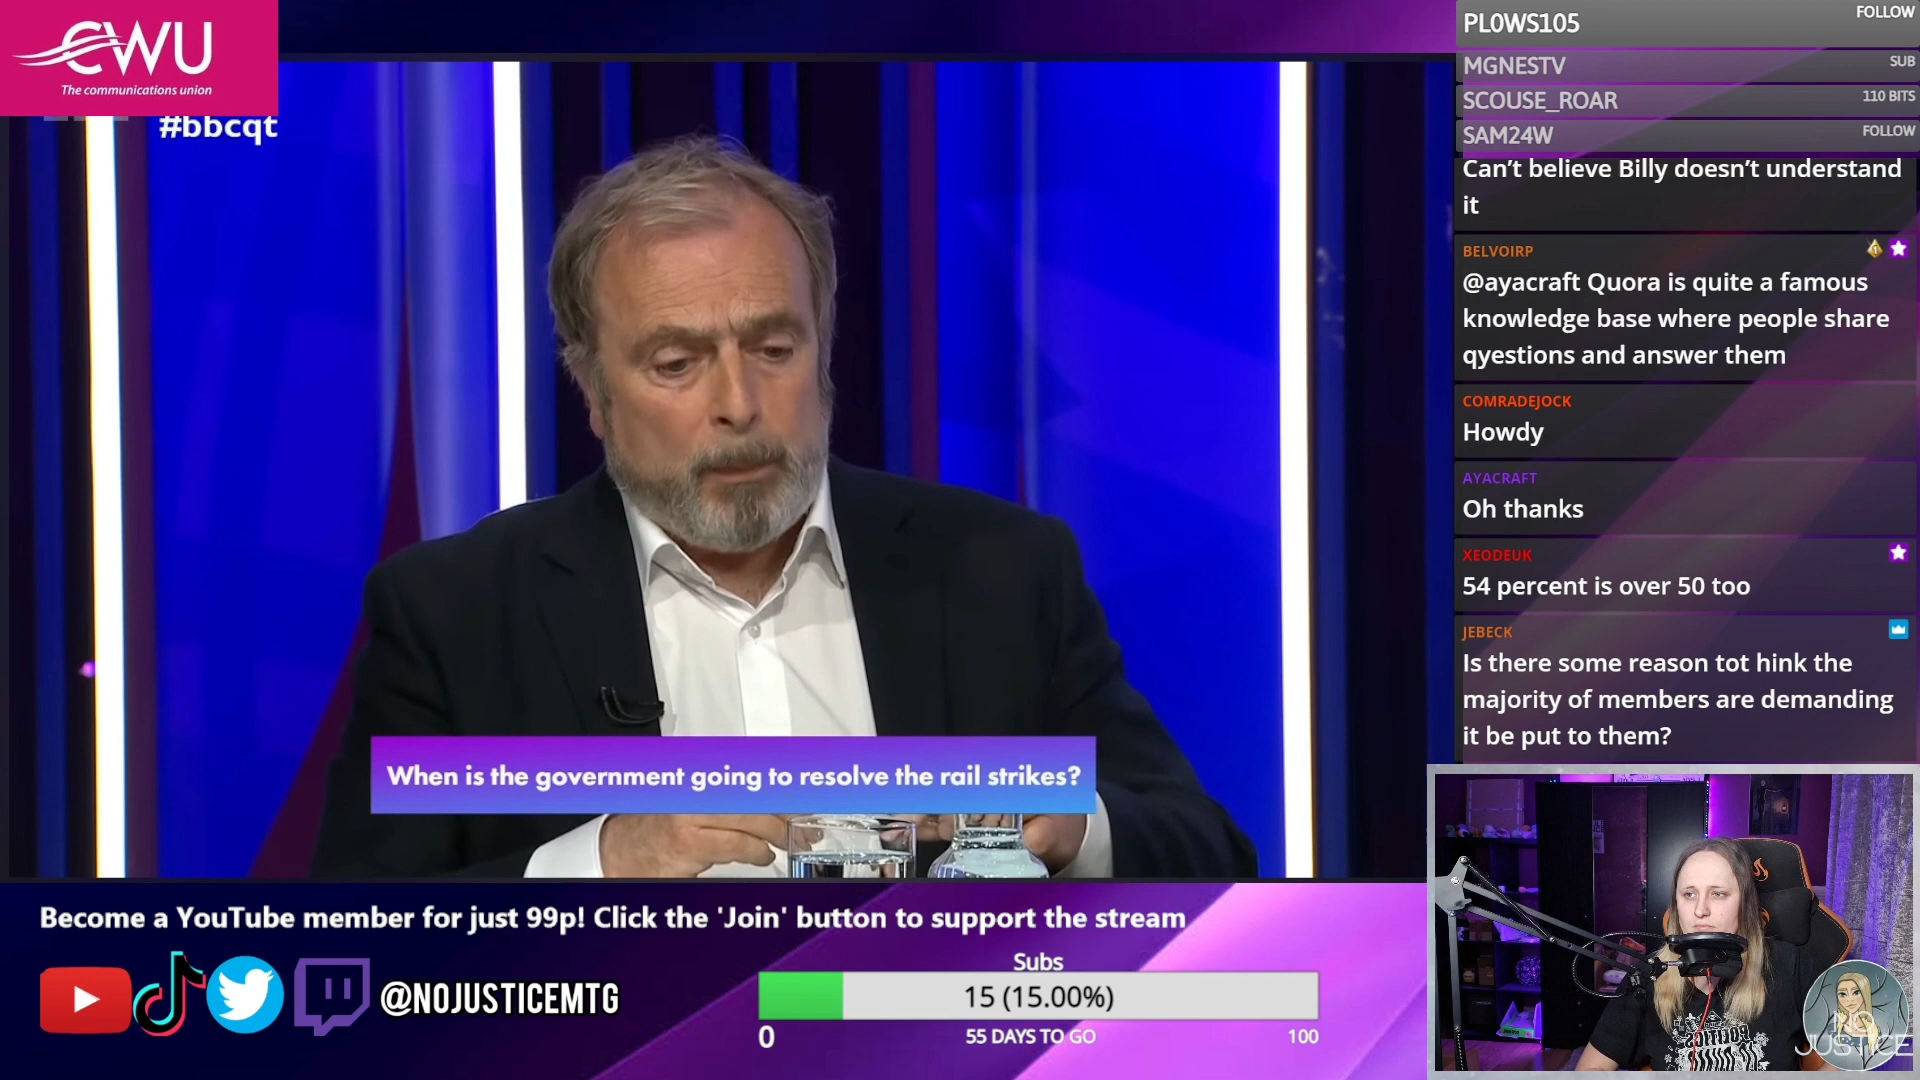 CWU
The communications union
#bbcqt
When is the government going to resolve the rail strikes?
PL0WS105 FOLLOW
MGNESTV SUB
SCOUSE_ROAR 110 BITS
SAM24W FOLLOW
Can’t believe Billy doesn’t understand
it
BELVOIRP
@ayacraft Quora is quite a famous
knowledge base where people share
qyestions and answer them
COMRADEJOCK
Howdy
AYACRAFT
Oh thanks
XEODEUK
54 percent is over 50 too
JEBECK
Is there some reason tot hink the
majority of members are demanding
it be put to them?
Become a YouTube member for just 99p! Click the 'Join' button to support the stream
@NOJUSTICEMTG
Subs
15 (15.00%)
0 55 DAYS TO GO 100
NO
JUSTICE